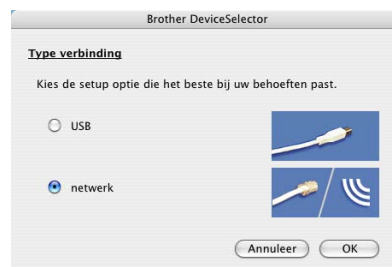 Brother DeviceSelector
Type verbinding
Kies de setup optie die het beste bij uw behoeften past.
USB
netwerk
Annuleer OK